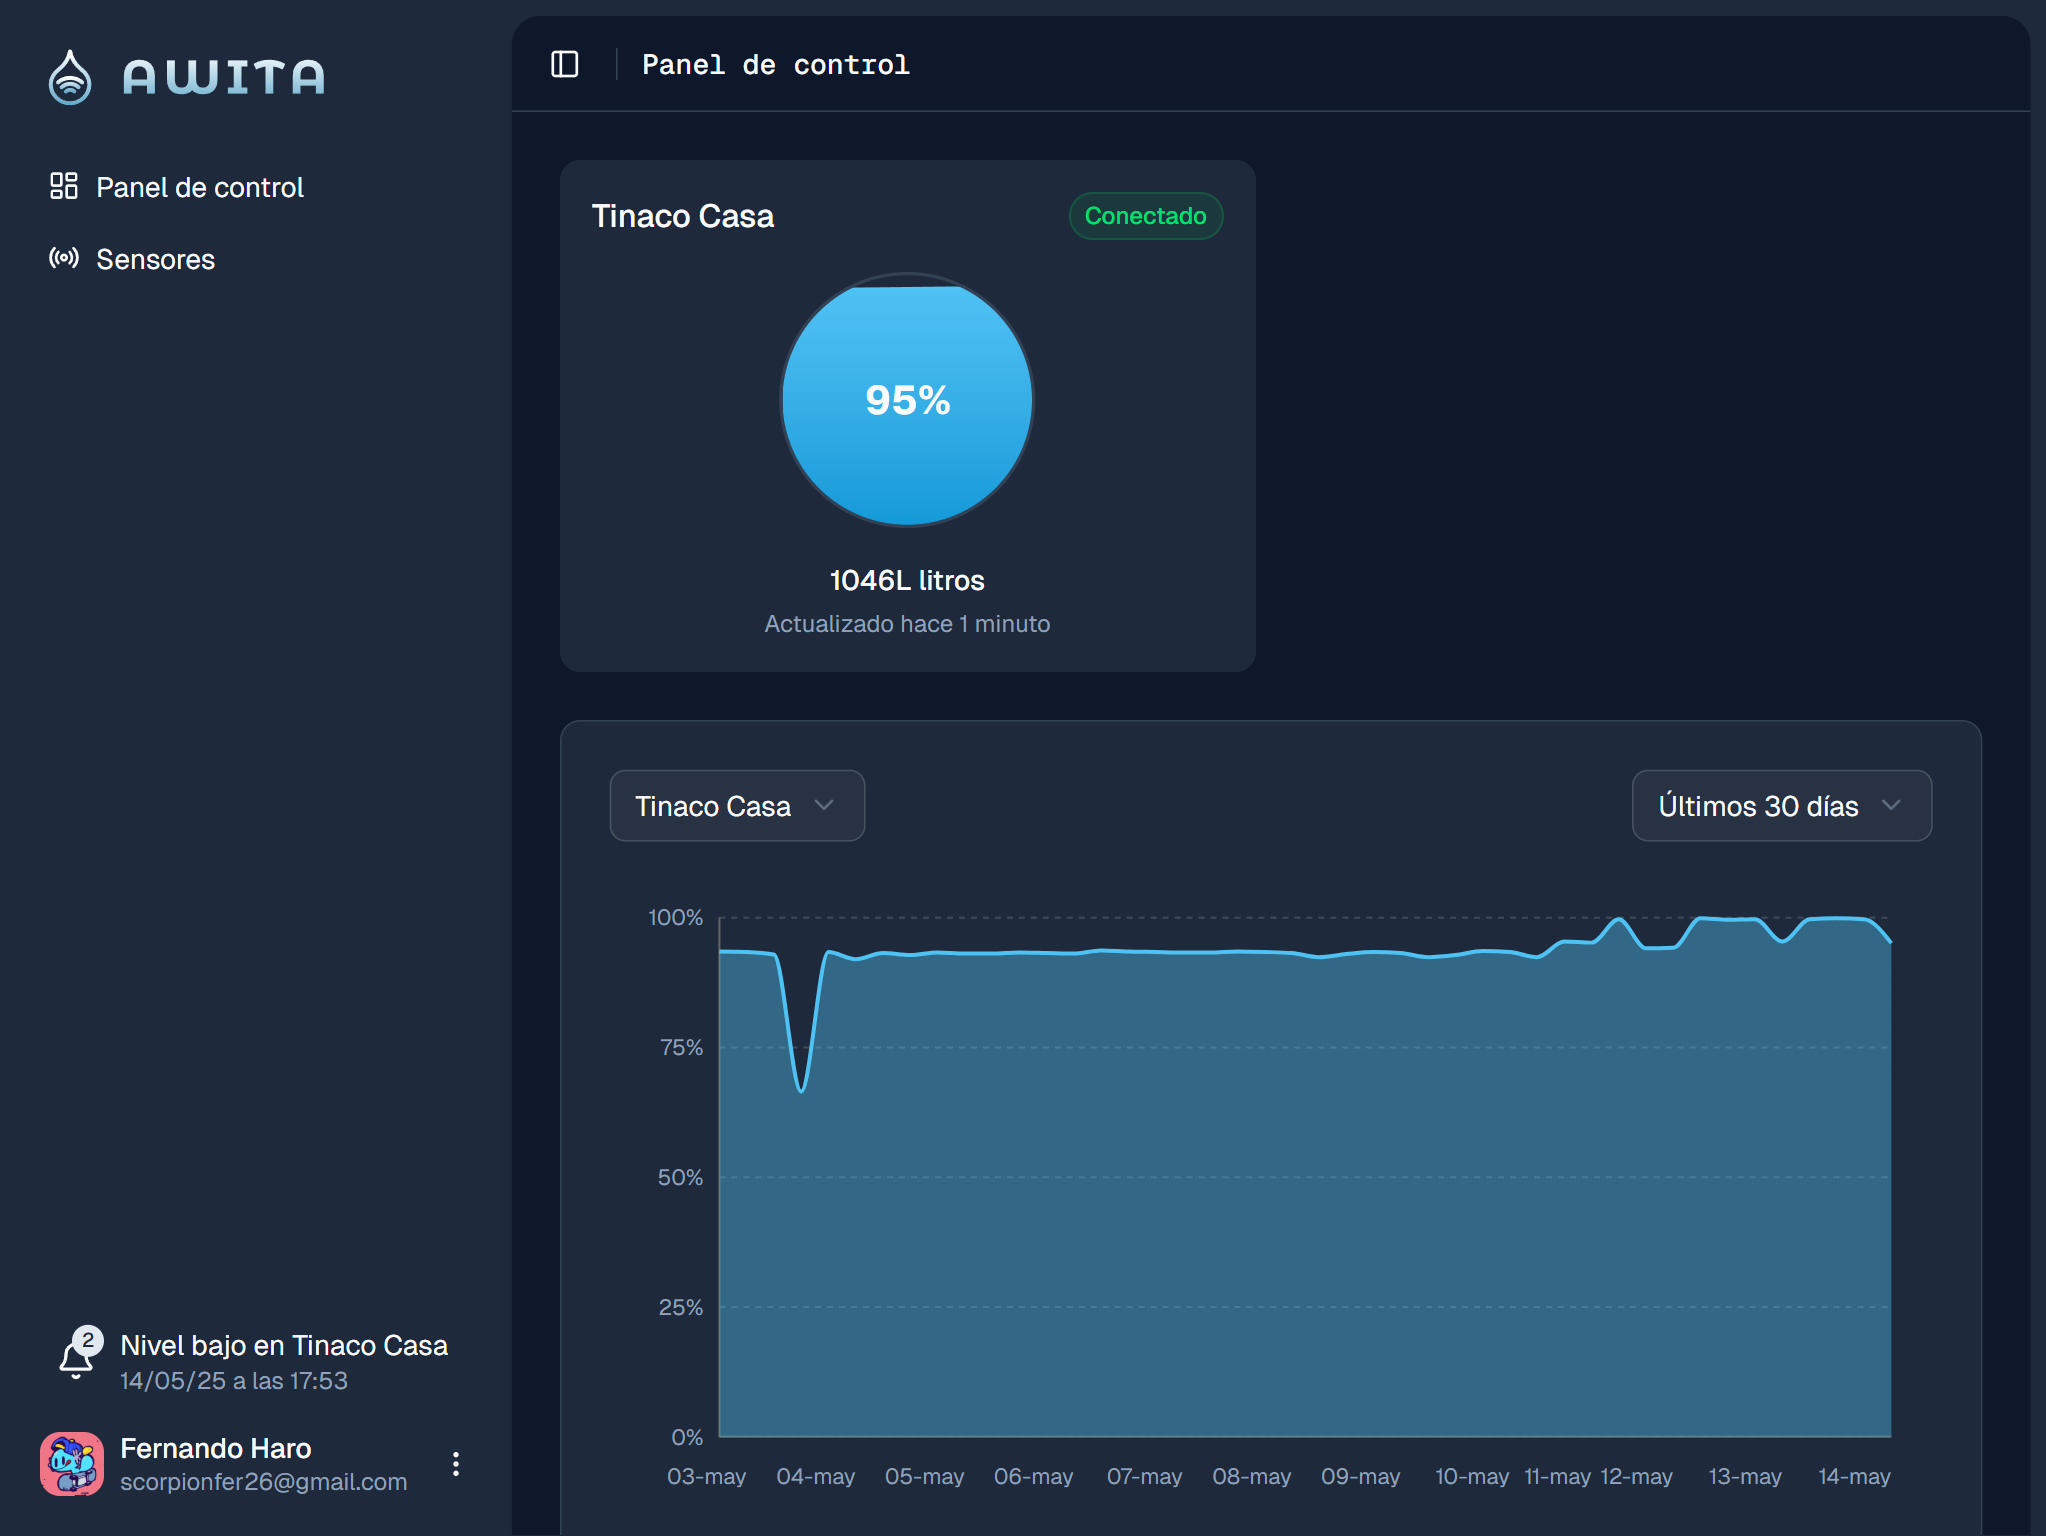 AWITA
Panel de control
Sensores
Nivel bajo en Tinaco Casa
2
14/05/25 a las 17:53
Fernando Haro
scorpionfer26@gmail.com
Panel de control
Tinaco Casa
Conectado
95%
1046L litros
Actualizado hace 1 minuto
Tinaco Casa
Últimos 30 días
100%
75%
50%
25%
0%
03-may 04-may 05-may 06-may 07-may 08-may 09-may 10-may 11-may 12-may 13-may 14-may